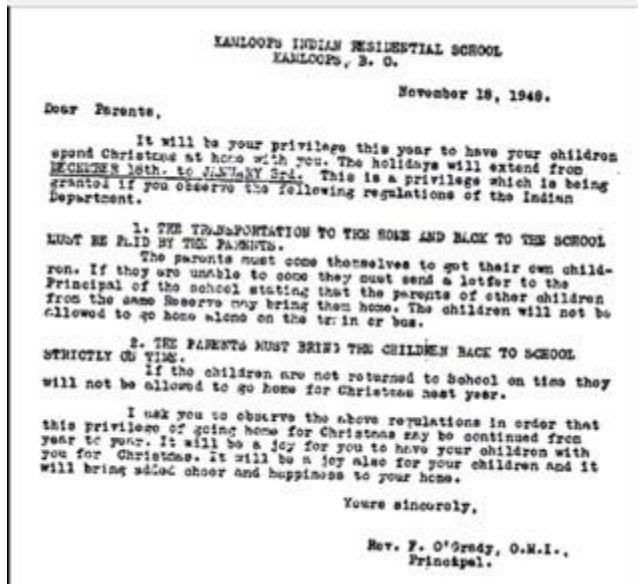 KAMLOOPS INDIAN RESIDENTIAL SCHOOL
KAMLOOPS, B. C.
November 18, 1948.
Dear Parents,
It will be your privilege this year to have your children
spend Christmas at home with you. The holidays will extend from
DECEMBER 18th. to JANUARY 3rd. This is a privilege which is being
granted if you observe the following regulations of the Indian
Department.
1. THE TRANSPORTATION TO THE HOME AND BACK TO THE SCHOOL
MUST BE PAID BY THE PARENTS.
The parents must come themselves to get their own child-
ren. If they are unable to come they must send a letter to the
Principal of the school stating that the parents of other children
from the same Reserve may bring them home. The children will not be
allowed to go home alone on the train or bus.
2. THE PARENTS MUST BRING THE CHILDREN BACK TO SCHOOL
STRICTLY ON TIME.
If the children are not returned to School on time they
will not be allowed to go home for Christmas next year.
I ask you to observe the above regulations in order that
this privilege of going home for Christmas may be continued from
year to year. It will be a joy for you to have your children with
you for Christmas. It will be a joy also for your children and it
will bring added cheer and happiness to your home.
Yours sincerely,
Rev. F. O'Grady, O.M.I.,
Principal.